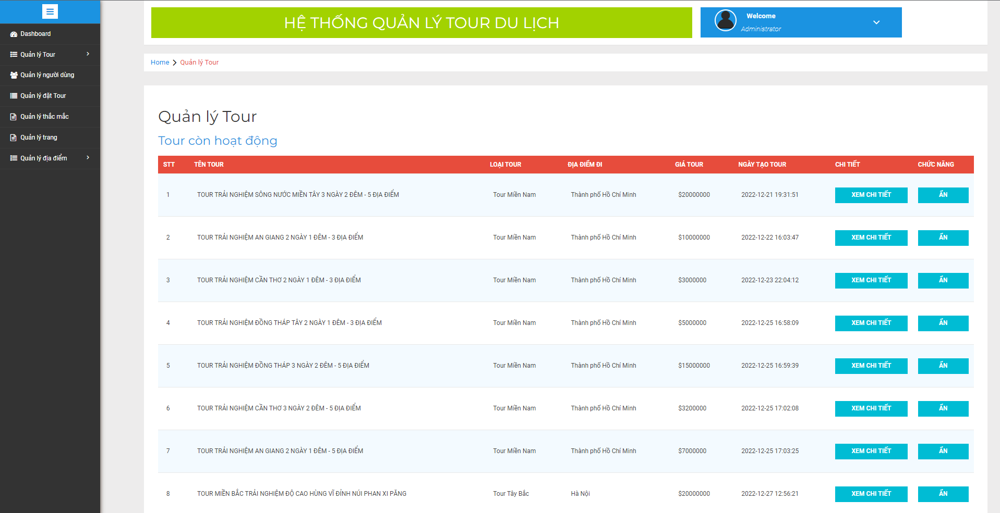 HỆ THỐNG QUẢN LÝ TOUR DU LỊCH
Welcome
Administrator
Dashboard
Quản lý Tour
Quản lý người dùng
Quản lý đặt Tour
Quản lý thắc mắc
Quản lý trang
Quản lý địa điểm
Home Quản lý Tour
Quản lý Tour
Tour còn hoạt động
STT TÊN TOUR LOẠI TOUR ĐỊA ĐIỂM ĐI GIÁ TOUR NGÀY TẠO TOUR CHI TIẾT CHỨC NĂNG
1 TOUR TRẢI NGHIỆM SÔNG NƯỚC MIỀN TÂY 3 NGÀY 2 ĐÊM - 5 ĐỊA ĐIỂM Tour Miền Nam Thành phố Hồ Chí Minh $20000000 2022-12-21 19:31:51 XEM CHI TIẾT ẨN
2 TOUR TRẢI NGHIỆM AN GIANG 2 NGÀY 1 ĐÊM - 3 ĐỊA ĐIỂM Tour Miền Nam Thành phố Hồ Chí Minh $10000000 2022-12-22 16:03:47 XEM CHI TIẾT ẨN
3 TOUR TRẢI NGHIỆM CẦN THƠ 2 NGÀY 1 ĐÊM - 3 ĐỊA ĐIỂM Tour Miền Nam Thành phố Hồ Chí Minh $3000000 2022-12-23 22:04:12 XEM CHI TIẾT ẨN
4 TOUR TRẢI NGHIỆM ĐỒNG THÁP TÂY 2 NGÀY 1 ĐÊM - 3 ĐỊA ĐIỂM Tour Miền Nam Thành phố Hồ Chí Minh $5000000 2022-12-25 16:58:09 XEM CHI TIẾT ẨN
5 TOUR TRẢI NGHIỆM ĐỒNG THÁP 3 NGÀY 2 ĐÊM - 5 ĐỊA ĐIỂM Tour Miền Nam Thành phố Hồ Chí Minh $15000000 2022-12-25 16:59:39 XEM CHI TIẾT ẨN
6 TOUR TRẢI NGHIỆM CẦN THƠ 3 NGÀY 2 ĐÊM - 5 ĐỊA ĐIỂM Tour Miền Nam Thành phố Hồ Chí Minh $3200000 2022-12-25 17:02:08 XEM CHI TIẾT ẨN
7 TOUR TRẢI NGHIỆM AN GIANG 2 NGÀY 1 ĐÊM - 5 ĐỊA ĐIỂM Tour Miền Nam Thành phố Hồ Chí Minh $7000000 2022-12-25 17:03:25 XEM CHI TIẾT ẨN
8 TOUR MIỀN BẮC TRẢI NGHIỆM ĐỘ CAO HÙNG VĨ ĐỈNH NÚI PHAN XI PĂNG Tour Tây Bắc Hà Nội $20000000 2022-12-27 12:56:21 XEM CHI TIẾT ẨN